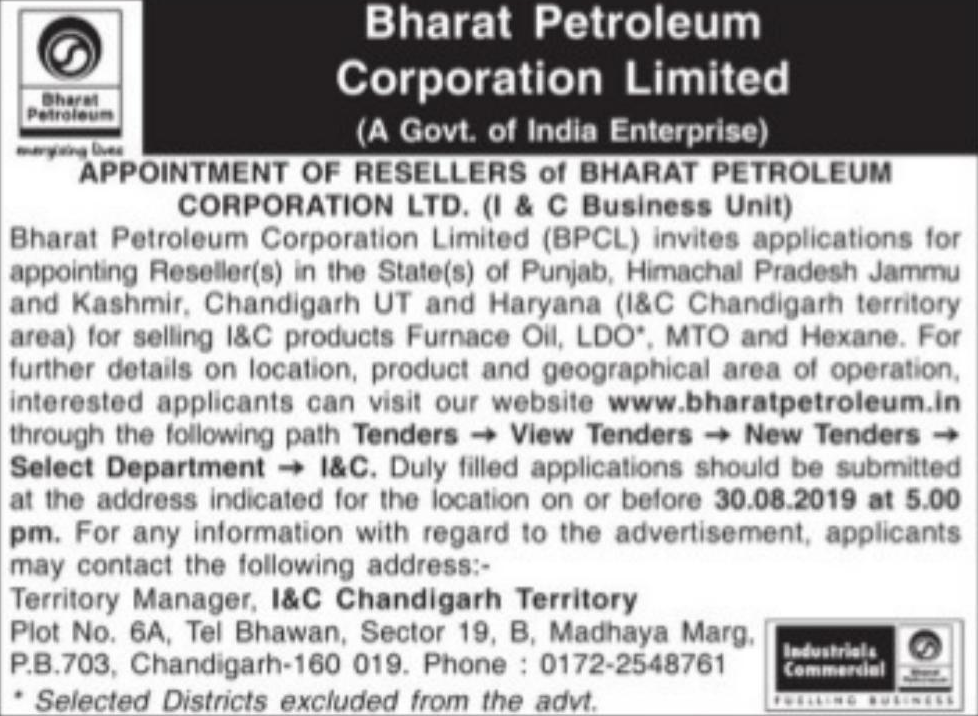 Bharat Petroleum
Corporation Limited
(A Govt. of India Enterprise)
Bharat
Petroleum
energising lives
APPOINTMENT OF RESELLERS of BHARAT PETROLEUM
CORPORATION LTD. (I & C Business Unit)
Bharat Petroleum Corporation Limited (BPCL) invites applications for
appointing Reseller(s) in the State(s) of Punjab, Himachal Pradesh Jammu
and Kashmir, Chandigarh UT and Haryana (I&C Chandigarh territory
area) for selling I&C products Furnace Oil, LDO*, MTO and Hexane. For
further details on location, product and geographical area of operation,
interested applicants can visit our website www.bharatpetroleum.in
through the following path Tenders → View Tenders → New Tenders →
Select Department → I&C. Duly filled applications should be submitted
at the address indicated for the location on or before 30.08.2019 at 5.00
pm. For any information with regard to the advertisement, applicants
may contact the following address:-
Territory Manager, I&C Chandigarh Territory
Plot No. 6A, Tel Bhawan, Sector 19, B, Madhaya Marg,
P.B.703, Chandigarh-160 019. Phone : 0172-2548761
* Selected Districts excluded from the advt.
Industrial&
Commercial
Bharat
Petroleum
FUELLING BUSINESS